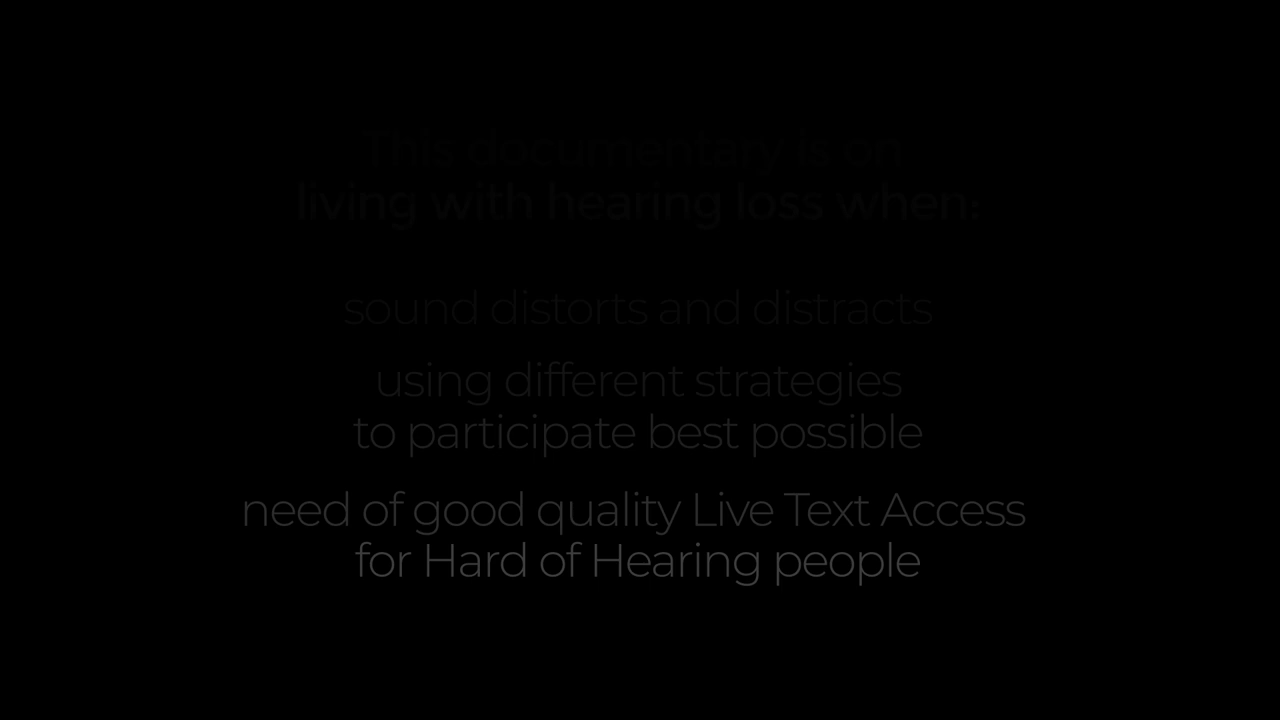 This documentary is on
living with hearing loss when:
sound distorts and distracts
using different strategies
to participate best possible
need of good quality Live Text Access
for Hard of Hearing people